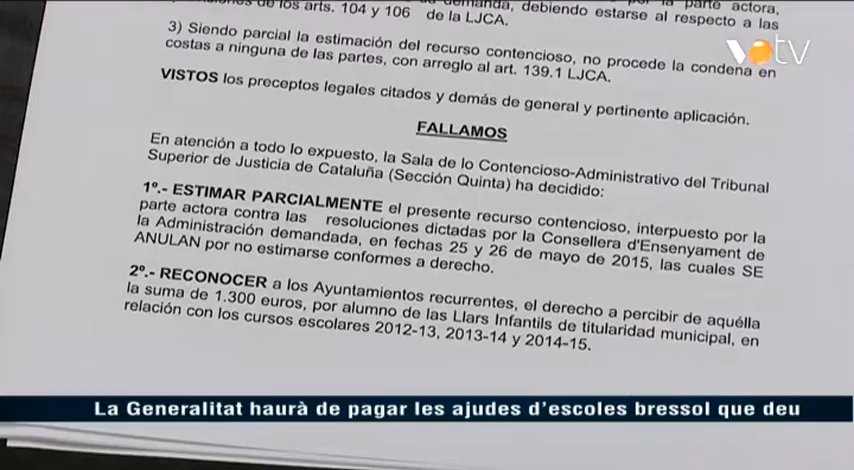 de los arts. 104 y 106 de la LJCA.
demanda, debiendo estarse al respecto a las
parte actora,
3) Siendo parcial la estimación del recurso contencioso, no procede la condena en
costas a ninguna de las partes, con arreglo al art. 139.1 LJCA.
VOTV
VISTOS los preceptos legales citados y demás de general y pertinente aplicación.
FALLAMOS
En atención a todo lo expuesto, la Sala de lo Contencioso-Administrativo del Tribunal
Superior de Justicia de Cataluña (Sección Quinta) ha decidido:
1º.- ESTIMAR PARCIALMENTE el presente recurso contencioso, interpuesto por la
parte actora contra las resoluciones dictadas por la Consellera d'Ensenyament de
la Administración demandada, en fechas 25 y 26 de mayo de 2015, las cuales SE
ANULAN por no estimarse conformes a derecho.
2º.- RECONOCER a los Ayuntamientos recurrentes, el derecho a percibir de aquélla
la suma de 1.300 euros, por alumno de las Llars Infantils de titularidad municipal, en
relación con los cursos escolares 2012-13, 2013-14 y 2014-15.
La Generalitat haurà de pagar les ajudes d'escoles bressol que deu